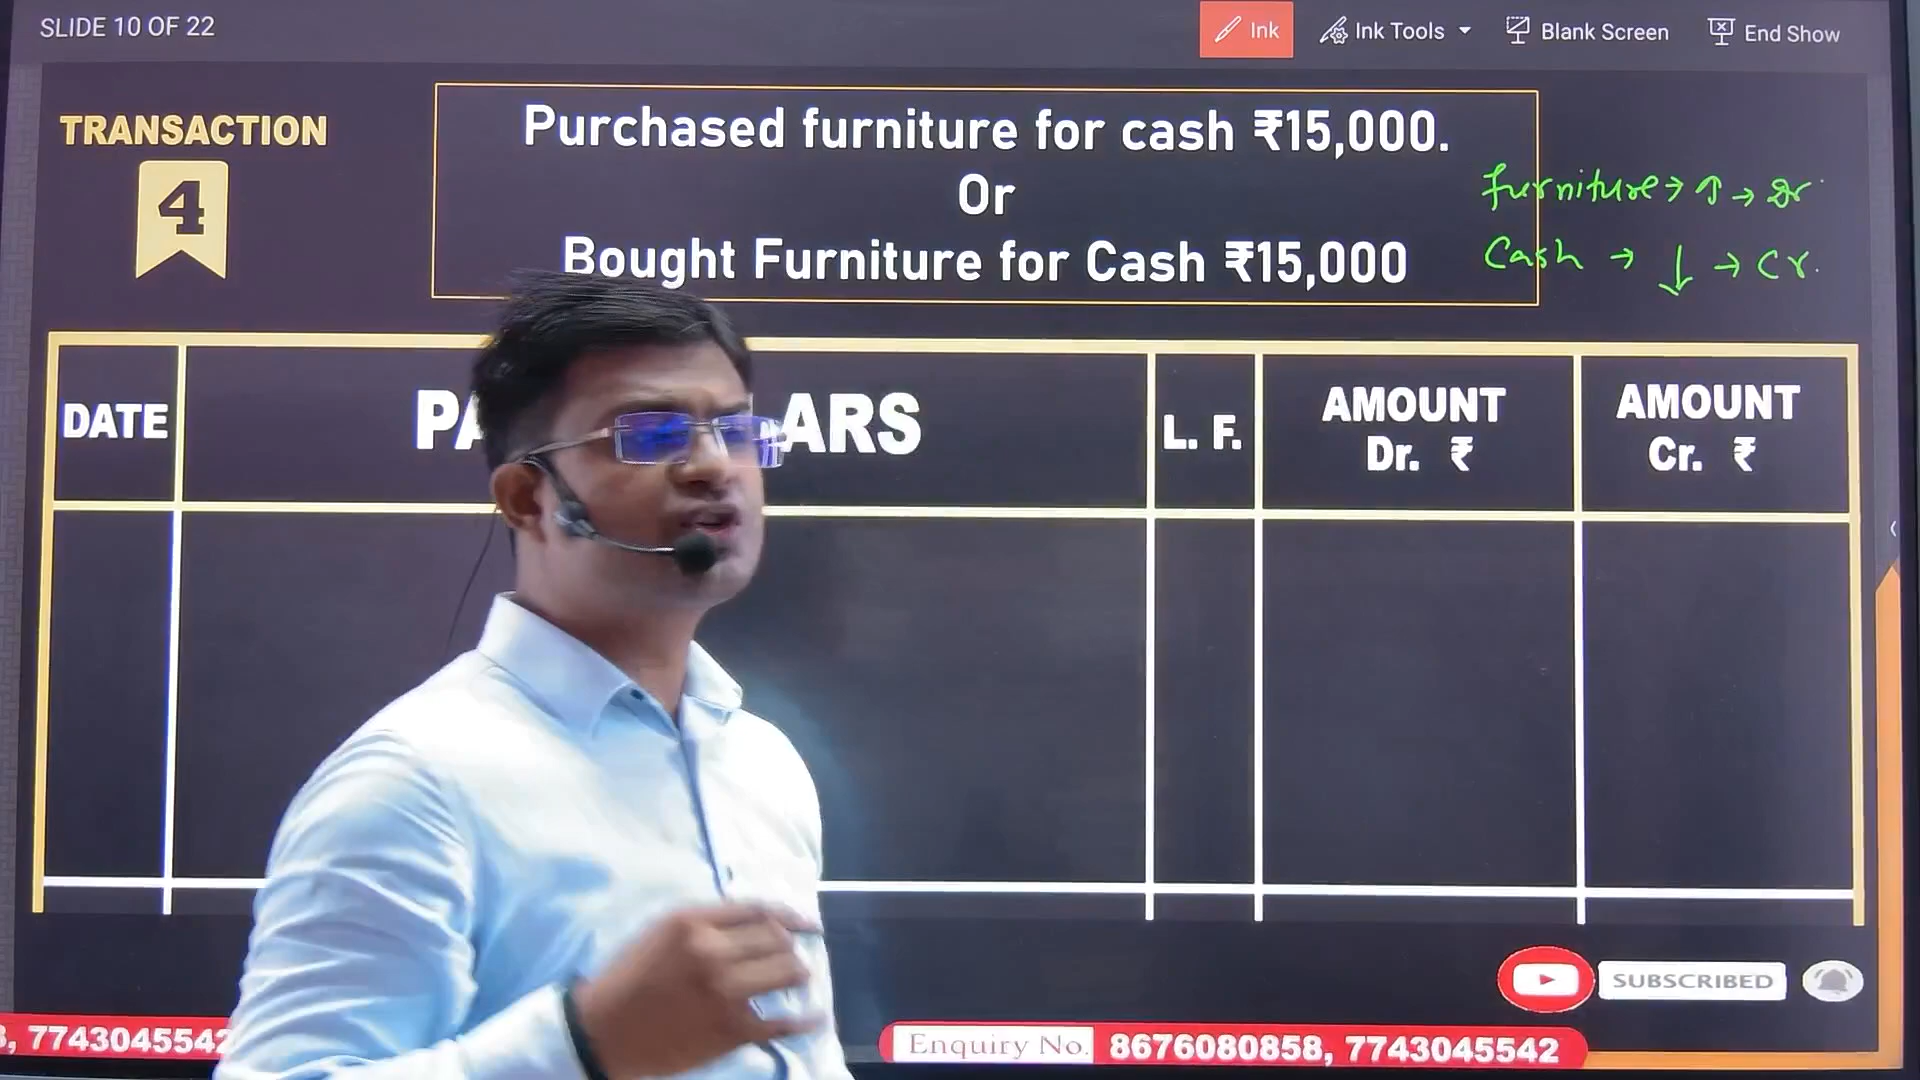 SLIDE 10 OF 22
Ink
Ink Tools
Blank Screen
End Show
TRANSACTION
4
Purchased furniture for cash ₹15,000.
Or
Bought Furniture for Cash ₹15,000
furniture → ↑ → Dr.
Cash → ↓ → Cr.
DATE
PA ARS
L. F.
AMOUNT
Dr. ₹
AMOUNT
Cr. ₹
SUBSCRIBED
, 7743045542
Enquiry No. 8676080858, 7743045542